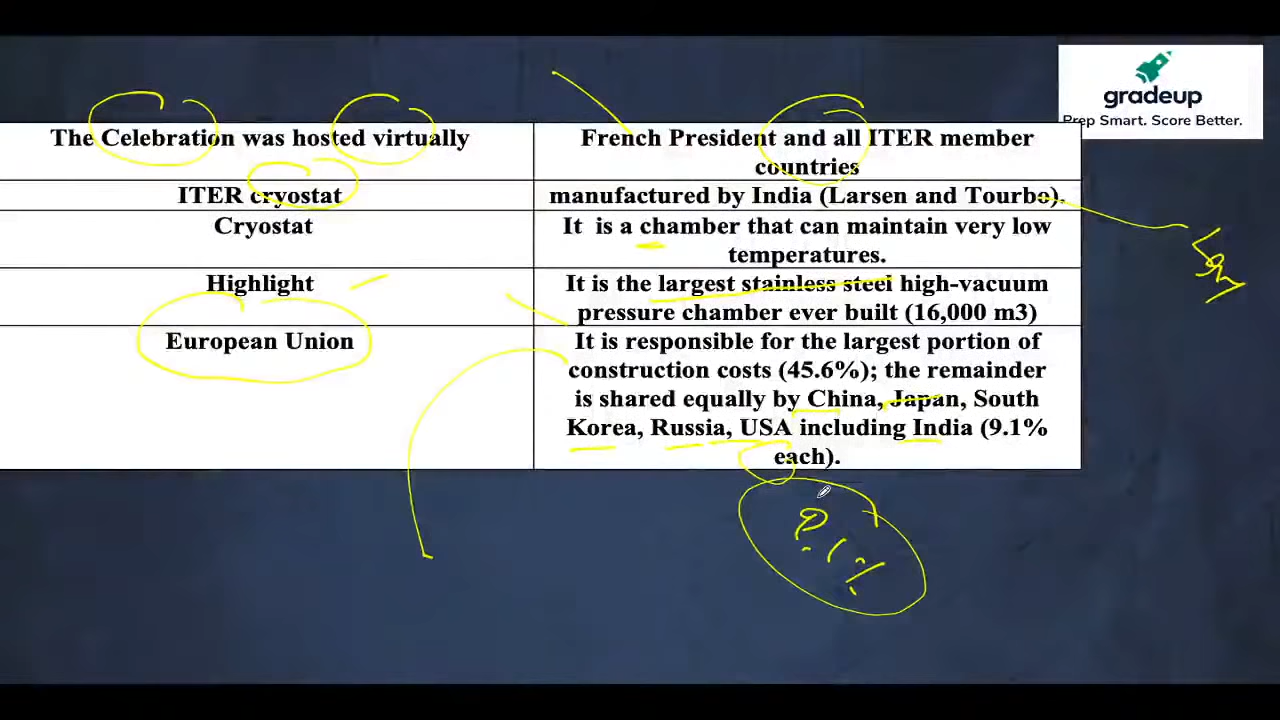 gradeup
Prep Smart. Score Better.
The Celebration was hosted virtually
French President and all ITER member
countries
ITER cryostat
manufactured by India (Larsen and Tourbo).
Cryostat
It is a chamber that can maintain very low
temperatures.
Highlight
It is the largest stainless steel high-vacuum
pressure chamber ever built (16,000 m3)
European Union
It is responsible for the largest portion of
construction costs (45.6%); the remainder
is shared equally by China, Japan, South
Korea, Russia, USA including India (9.1%
each).
9.1%